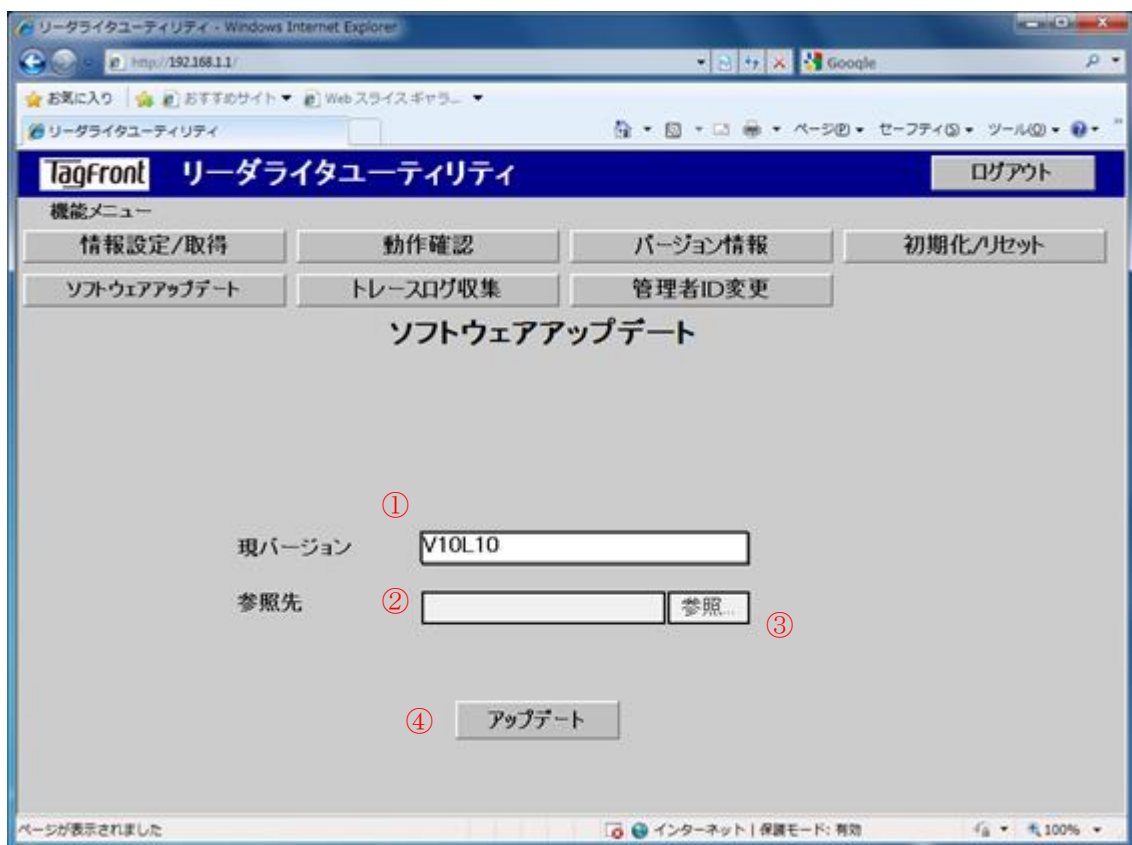 リーダライタユーティリティ - Windows Internet Explorer
http://192.168.1.1/
Google
お気に入り
おすすめサイト
Web スライス ギャラ...
リーダライタユーティリティ
ページ(P)
セーフティ(S)
ツール(O)
TagFront リーダライタユーティリティ ログアウト
機能メニュー
情報設定/取得 動作確認 バージョン情報 初期化/リセット
ソフトウェアアップデート トレースログ収集 管理者ID変更
ソフトウェアアップデート
①
現バージョン V10L10
参照先 ② 参照... ③
④ アップデート
ページが表示されました インターネット | 保護モード: 有効 100%